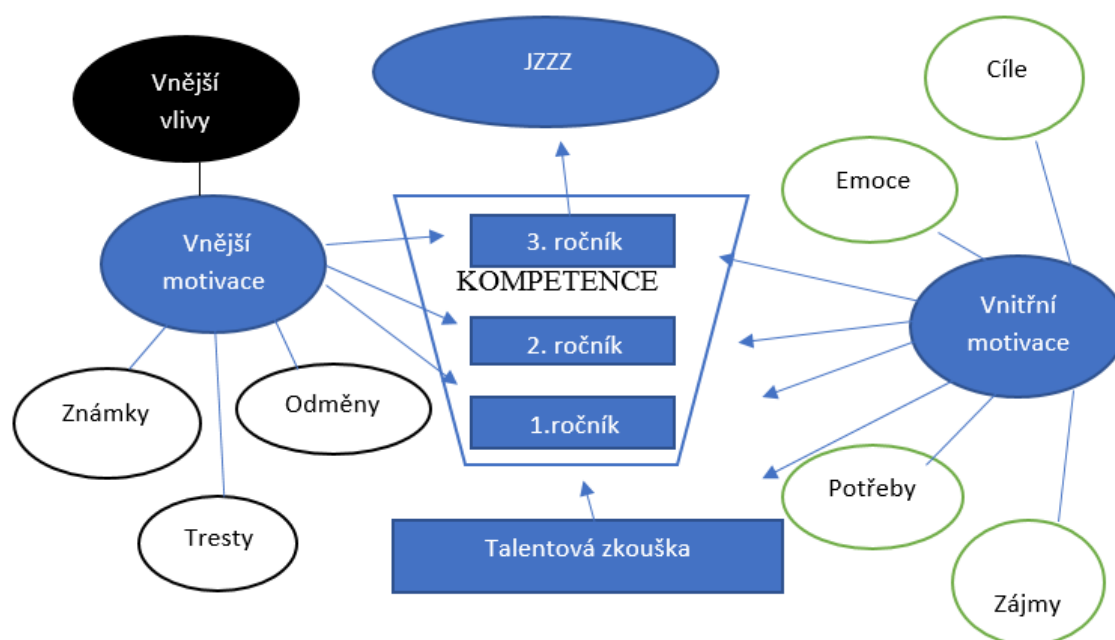 JZZZ
Vnější
vlivy
Cíle
Emoce
Vnější
motivace
3. ročník
KOMPETENCE
2. ročník
1.ročník
Vnitřní
motivace
Známky
Odměny
Tresty
Talentová zkouška
Potřeby
Zájmy